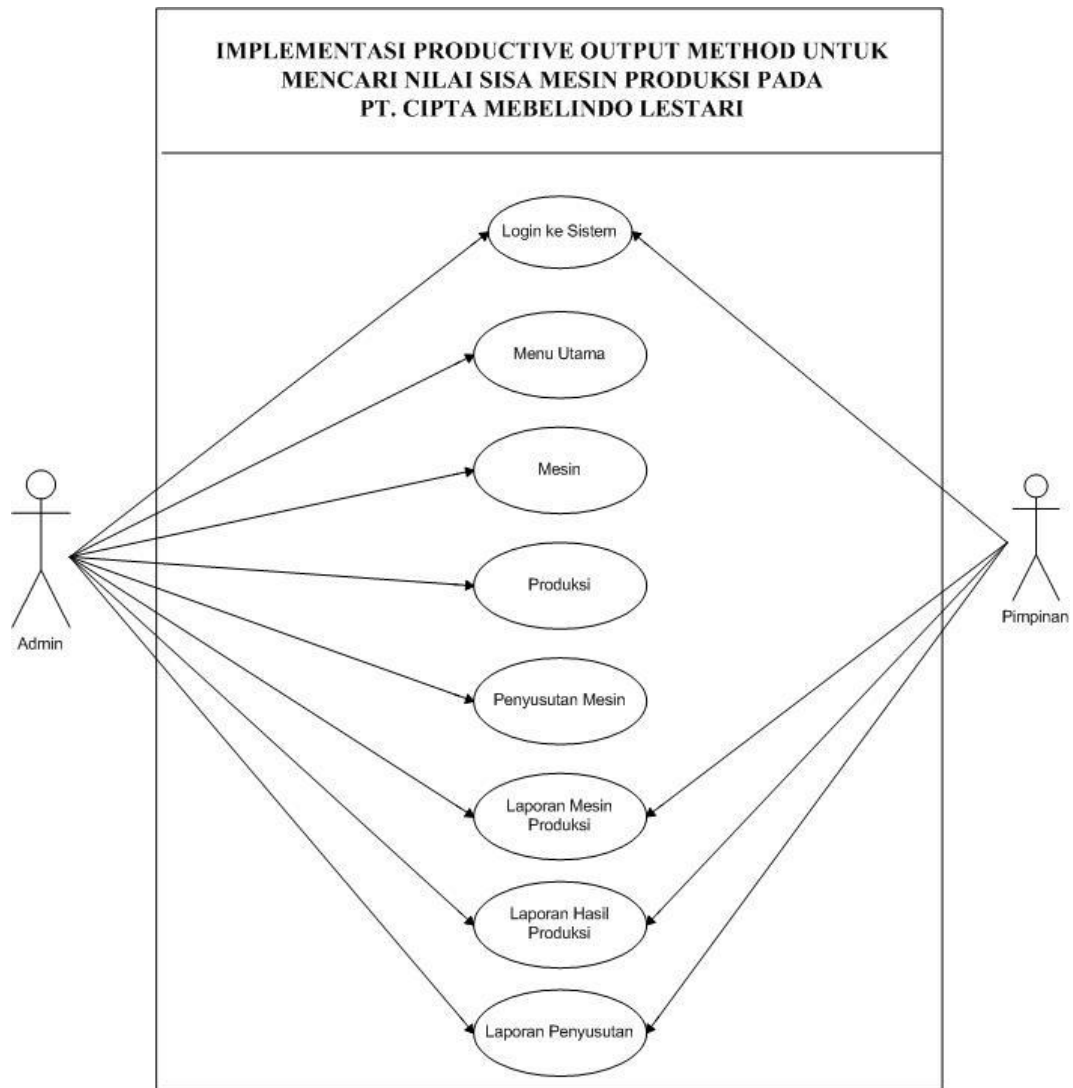 IMPLEMENTASI PRODUCTIVE OUTPUT METHOD UNTUK
MENCARI NILAI SISA MESIN PRODUKSI PADA
PT. CIPTA MEBELINDO LESTARI
Login ke Sistem
Menu Utama
Mesin
Produksi
Penyusutan Mesin
Laporan Mesin
Produksi
Laporan Hasil
Produksi
Laporan Penyusutan
Admin
Pimpinan